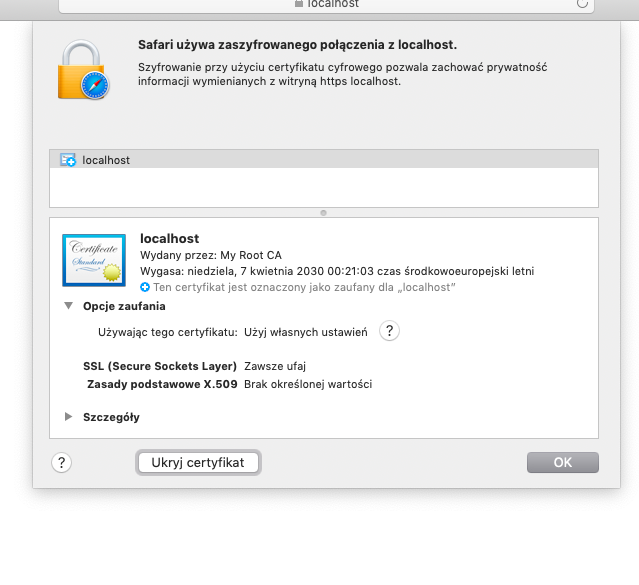 localhost
Safari używa zaszyfrowanego połączenia z localhost.
Szyfrowanie przy użyciu certyfikatu cyfrowego pozwala zachować prywatność
informacji wymienianych z witryną https localhost.
localhost
Certificate
Standard
localhost
Wydany przez: My Root CA
Wygasa: niedziela, 7 kwietnia 2030 00:21:03 czas środkowoeuropejski letni
Ten certyfikat jest oznaczony jako zaufany dla „localhost”
Opcje zaufania
Używając tego certyfikatu: Użyj własnych ustawień ?
SSL (Secure Sockets Layer) Zawsze ufaj
Zasady podstawowe X.509 Brak określonej wartości
Szczegóły
? Ukryj certyfikat OK